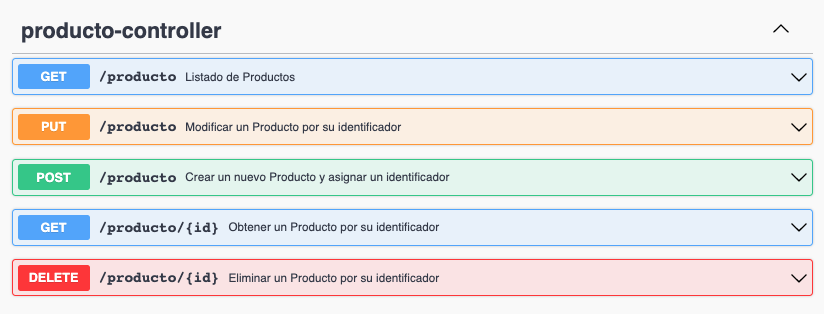 producto-controller
GET /producto Listado de Productos
PUT /producto Modificar un Producto por su identificador
POST /producto Crear un nuevo Producto y asignar un identificador
GET /producto/{id} Obtener un Producto por su identificador
DELETE /producto/{id} Eliminar un Producto por su identificador